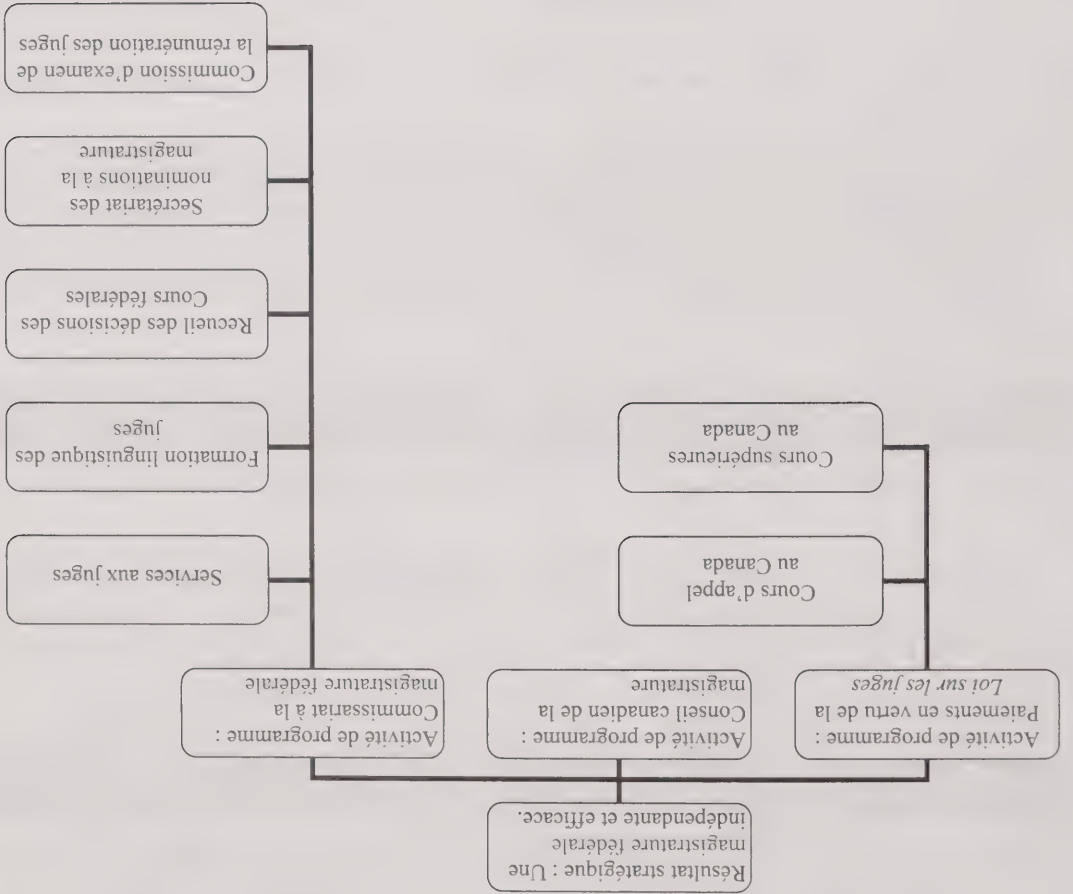 Résultat stratégique : Une
magistrature fédérale
indépendante et efficace.
Activité de programme :
Paiements en vertu de la
Loi sur les juges
Cours d'appel
au Canada
Cours supérieures
au Canada
Activité de programme :
Conseil canadien de la
magistrature
Activité de programme :
Commissariat à la
magistrature fédérale
Services aux juges
Formation linguistique des
juges
Recueil des décisions des
Cours fédérales
Secrétariat des
nominations à la
magistrature
Commission d'examen de
la rémunération des juges